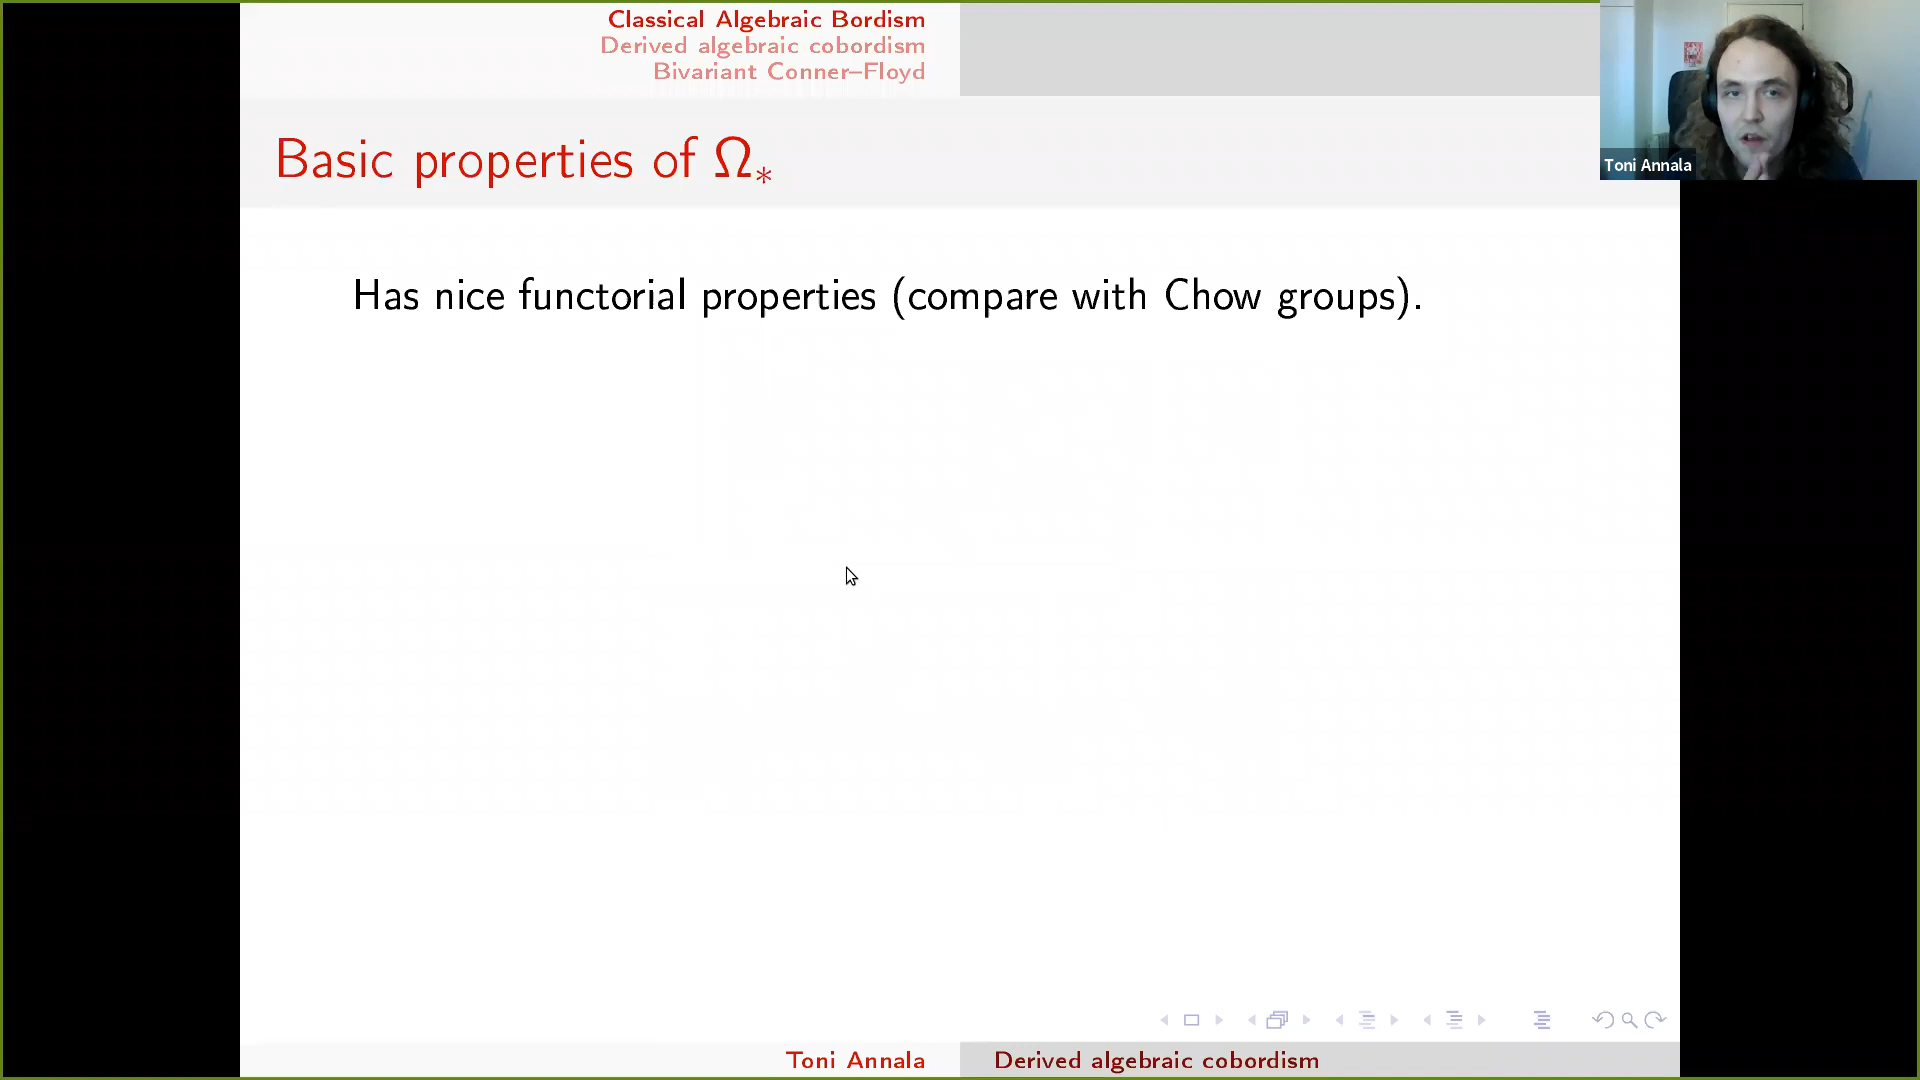 Classical Algebraic Bordism
Derived algebraic cobordism
Bivariant Conner–Floyd
Basic properties of Ω∗
Toni Annala
Has nice functorial properties (compare with Chow groups).
Toni Annala
Derived algebraic cobordism